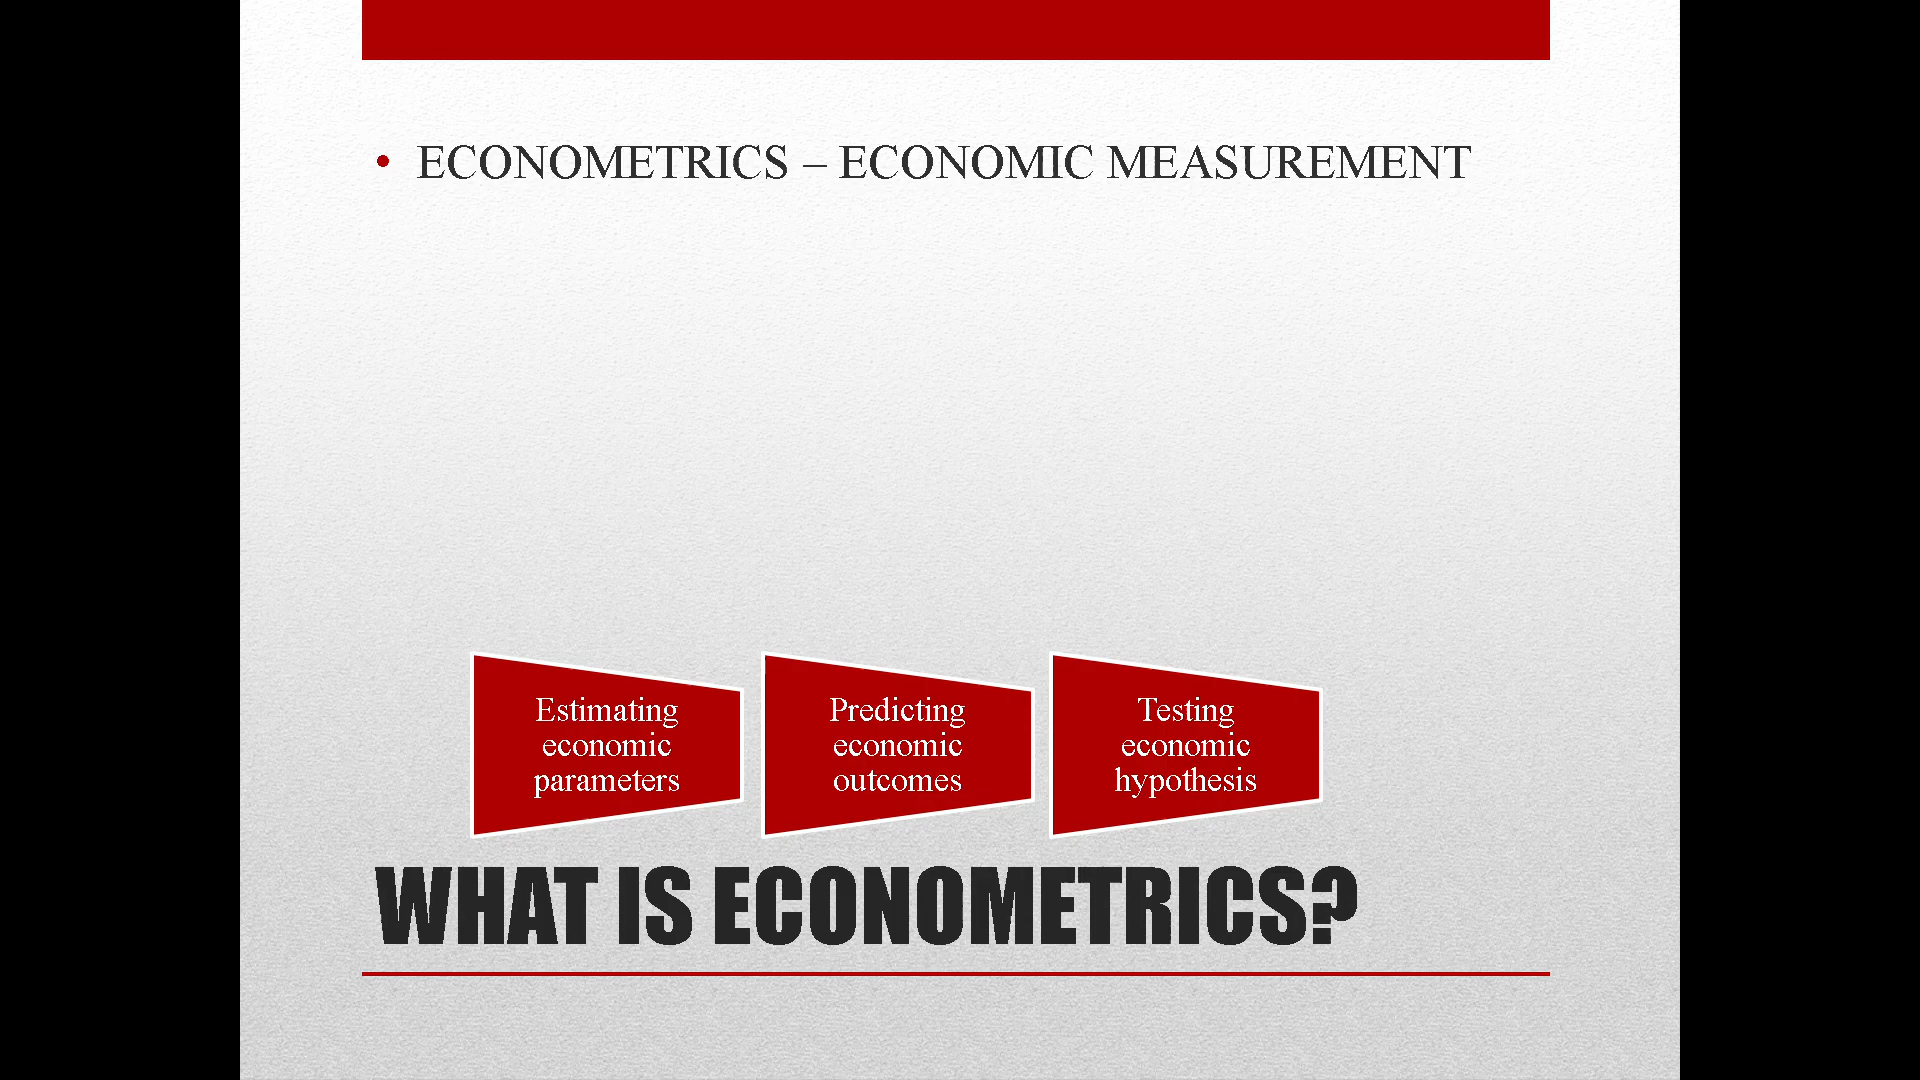 • ECONOMETRICS – ECONOMIC MEASUREMENT
Estimating
economic
parameters
Predicting
economic
outcomes
Testing
economic
hypothesis
WHAT IS ECONOMETRICS?